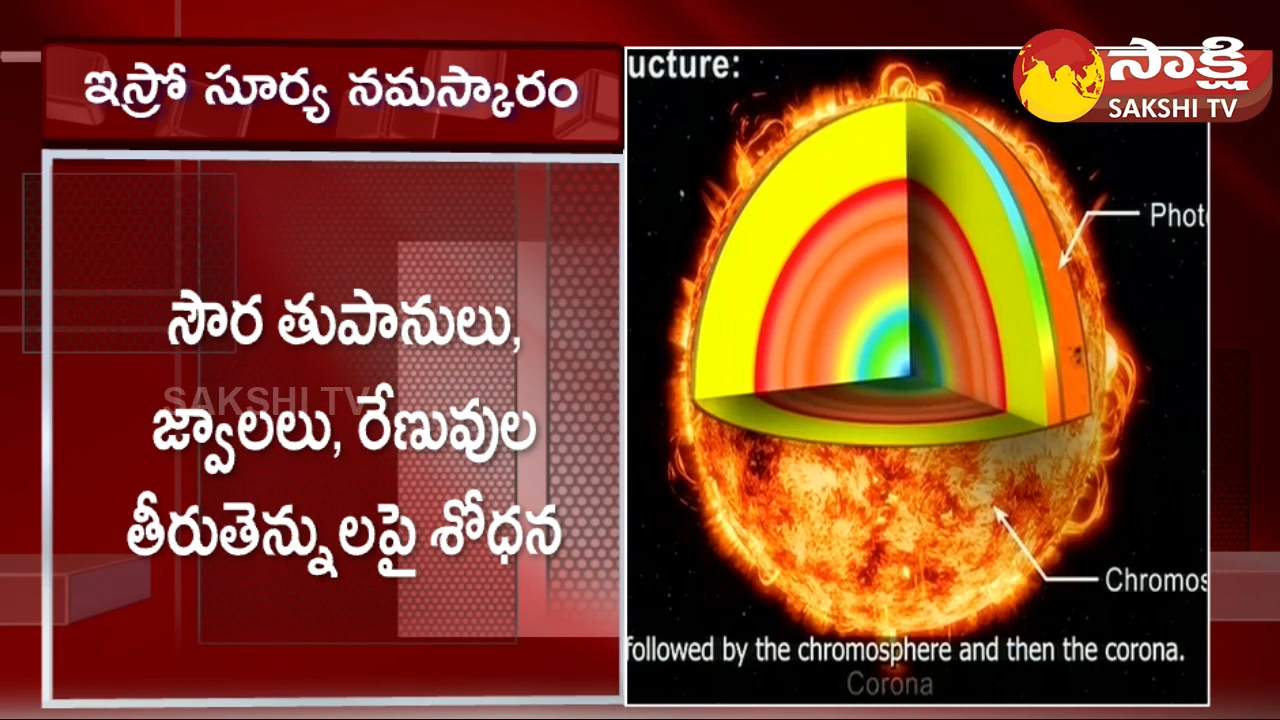 ఇస్రో సూర్య నమస్కారం
సౌర తుపానులు,
జ్వాలలు, రేణువుల
తీరుతెన్నులపై శోధన
SAKSHI TV
ucture:
సాక్షి
SAKSHI TV
Phot
Chromos
followed by the chromosphere and then the corona.
Corona